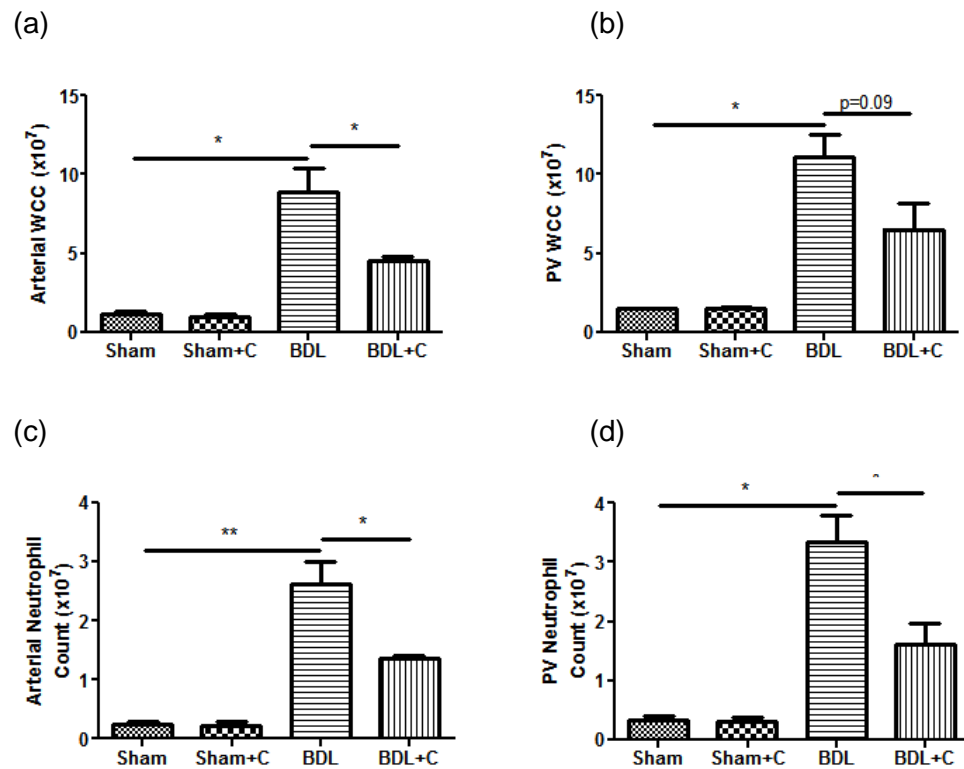 (a)
(b)
Arterial WCC (x10⁷)
15
10
5
0
*
*
Sham
Sham+C
BDL
BDL+C
PV WCC (x10⁷)
15
10
5
0
*
p=0.09
Sham
Sham+C
BDL
BDL+C
(c)
(d)
Arterial Neutrophil
Count (x10⁷)
4
3
2
1
0
**
*
Sham
Sham+C
BDL
BDL+C
PV Neutrophil
Count (x10⁷)
4
3
2
1
0
*
Sham
Sham+C
BDL
BDL+C